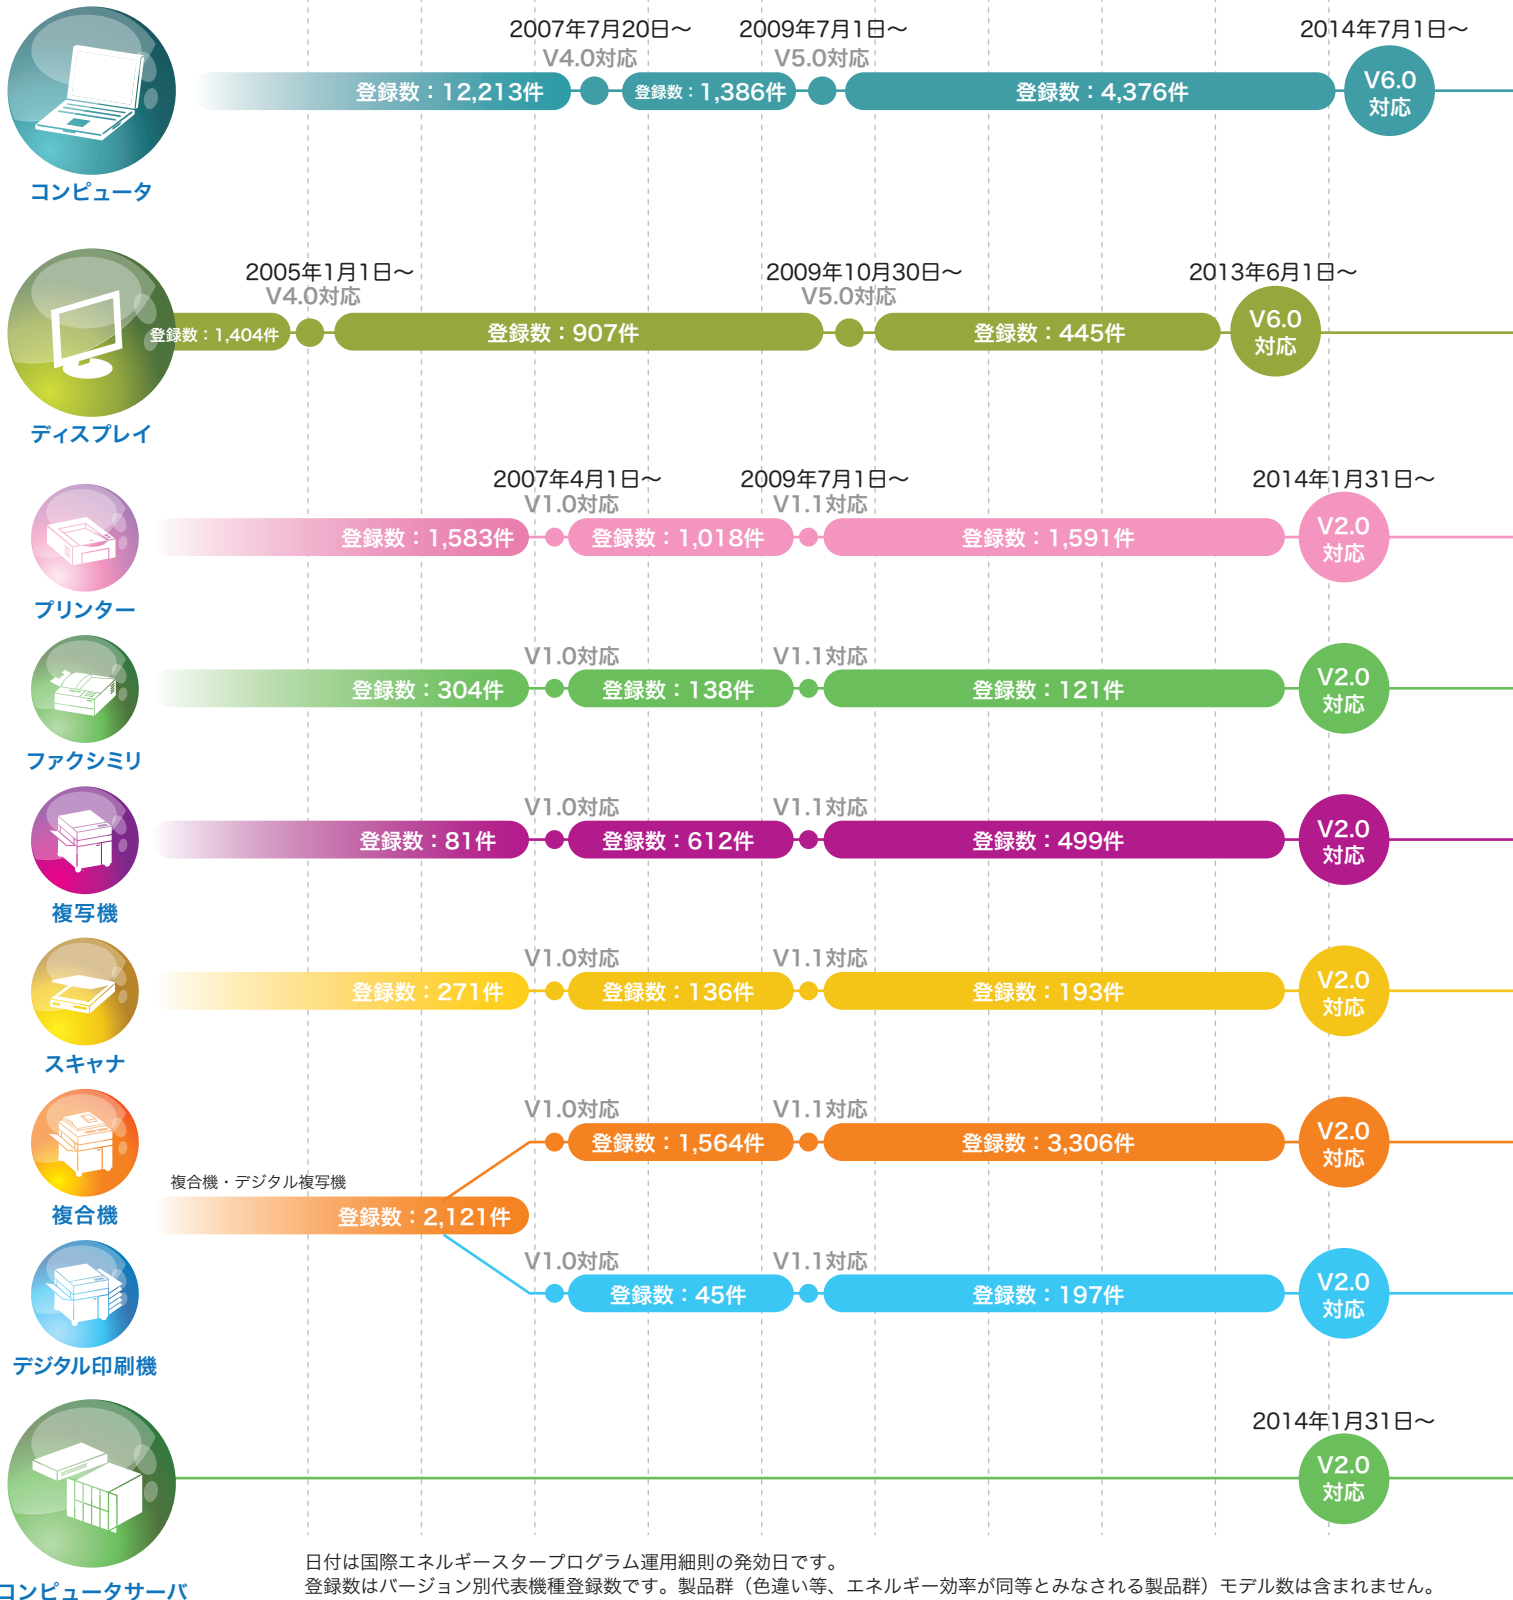 2007年7月20日～ 2009年7月1日～ 2014年7月1日～
V4.0対応 V5.0対応
登録数：12,213件 登録数：1,386件 登録数：4,376件 V6.0
対応
コンピュータ
2005年1月1日～ 2009年10月30日～ 2013年6月1日～
V4.0対応 V5.0対応
登録数：1,404件 登録数：907件 登録数：445件 V6.0
対応
ディスプレイ
2007年4月1日～ 2009年7月1日～ 2014年1月31日～
V1.0対応 V1.1対応
登録数：1,583件 登録数：1,018件 登録数：1,591件 V2.0
対応
プリンター
V1.0対応 V1.1対応
登録数：304件 登録数：138件 登録数：121件 V2.0
対応
ファクシミリ
V1.0対応 V1.1対応
登録数：81件 登録数：612件 登録数：499件 V2.0
対応
複写機
V1.0対応 V1.1対応
登録数：271件 登録数：136件 登録数：193件 V2.0
対応
スキャナ
V1.0対応 V1.1対応
登録数：1,564件 登録数：3,306件 V2.0
対応
複合機・デジタル複写機
登録数：2,121件
複合機
V1.0対応 V1.1対応
登録数：45件 登録数：197件 V2.0
対応
デジタル印刷機
2014年1月31日～
V2.0
対応
コンピュータサーバ
日付は国際エネルギースタープログラム運用細則の発効日です。
登録数はバージョン別代表機種登録数です。製品群（色違い等、エネルギー効率が同等とみなされる製品群）モデル数は含まれません。